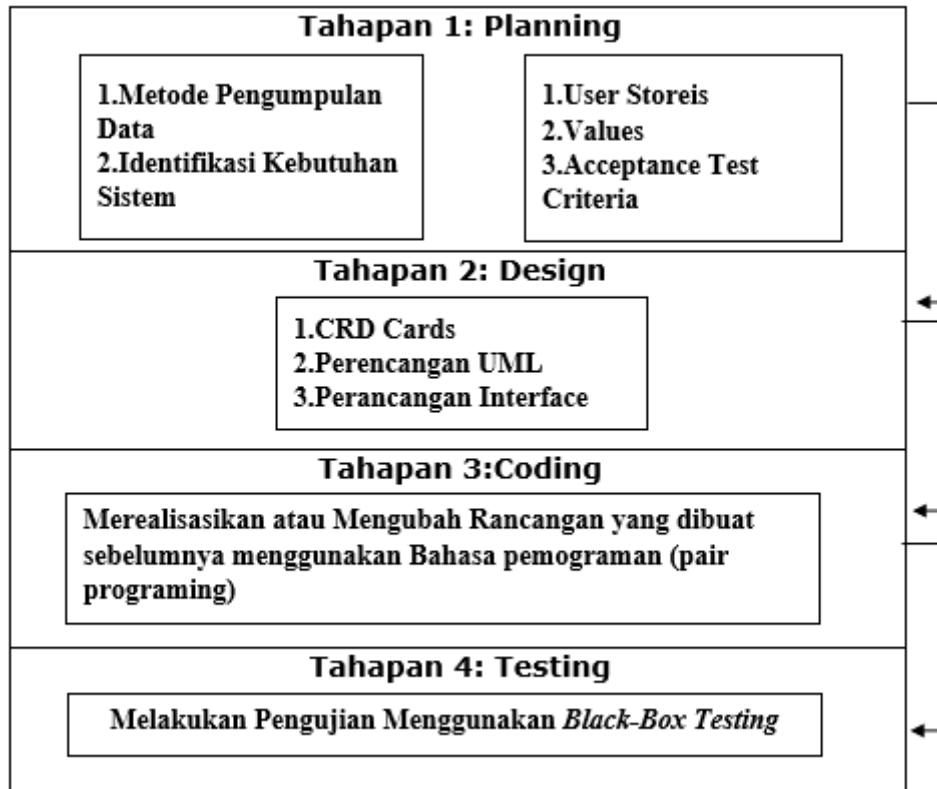 Tahapan 1: Planning
1.Metode Pengumpulan
Data
2.Identifikasi Kebutuhan
Sistem
1.User Storeis
2.Values
3.Acceptance Test
Criteria
Tahapan 2: Design
1.CRD Cards
2.Perencangan UML
3.Perancangan Interface
Tahapan 3:Coding
Merealisasikan atau Mengubah Rancangan yang dibuat
sebelumnya menggunakan Bahasa pemograman (pair
programing)
Tahapan 4: Testing
Melakukan Pengujian Menggunakan Black-Box Testing